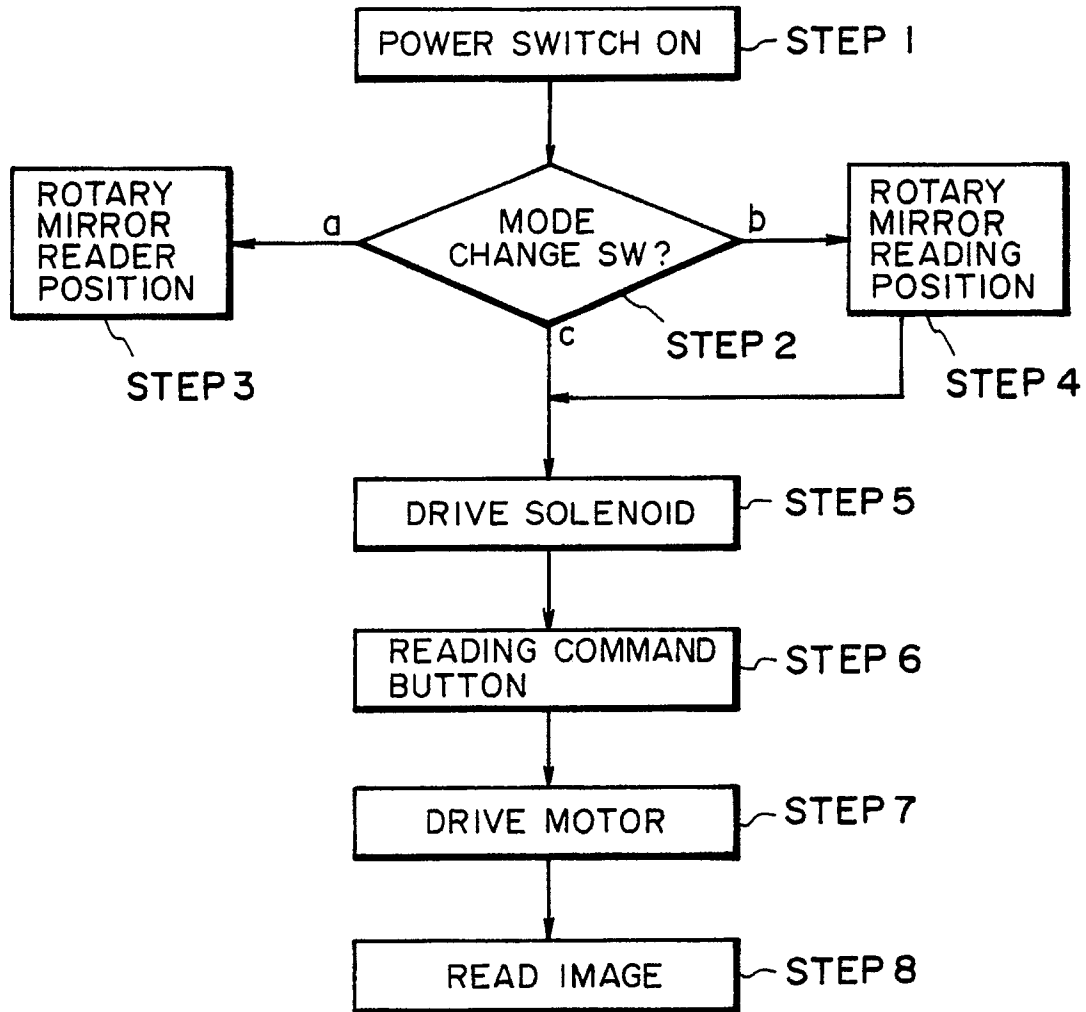 POWER SWITCH ON
STEP 1
MODE
CHANGE SW?
a
b
c
STEP 2
ROTARY
MIRROR
READER
POSITION
STEP 3
ROTARY
MIRROR
READING
POSITION
STEP 4
DRIVE SOLENOID
STEP 5
READING COMMAND
BUTTON
STEP 6
DRIVE MOTOR
STEP 7
READ IMAGE
STEP 8